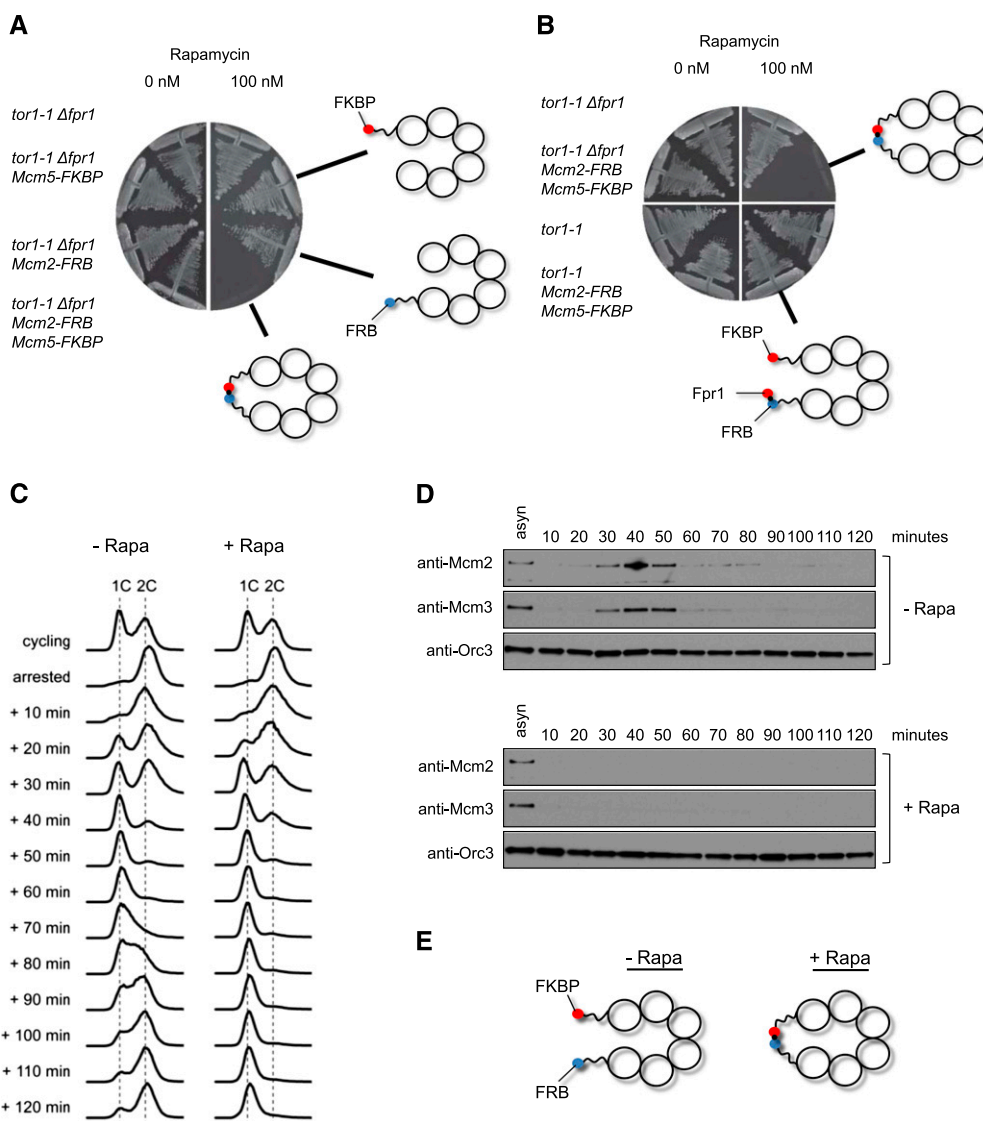 A
Rapamycin
0 nM 100 nM
tor1-1 Δfpr1
tor1-1 Δfpr1
Mcm5-FKBP
tor1-1 Δfpr1
Mcm2-FRB
tor1-1 Δfpr1
Mcm2-FRB
Mcm5-FKBP
FKBP
FRB
B
Rapamycin
0 nM 100 nM
tor1-1 Δfpr1
tor1-1 Δfpr1
Mcm2-FRB
Mcm5-FKBP
tor1-1
tor1-1
Mcm2-FRB
Mcm5-FKBP
FKBP
Fpr1
FRB
C
- Rapa + Rapa
1C 2C 1C 2C
cycling
arrested
+ 10 min
+ 20 min
+ 30 min
+ 40 min
+ 50 min
+ 60 min
+ 70 min
+ 80 min
+ 90 min
+ 100 min
+ 110 min
+ 120 min
D
asyn 10 20 30 40 50 60 70 80 90 100 110 120 minutes
anti-Mcm2
anti-Mcm3
anti-Orc3
- Rapa
asyn 10 20 30 40 50 60 70 80 90 100 110 120 minutes
anti-Mcm2
anti-Mcm3
anti-Orc3
+ Rapa
E
- Rapa + Rapa
FKBP
FRB